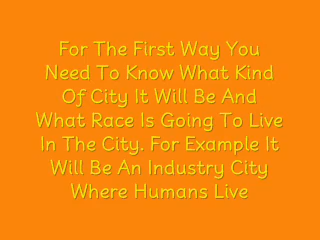 For The First Way You
Need To Know What Kind
Of City It Will Be And
What Race Is Going To Live
In The City. For Example It
Will Be An Industry City
Where Humans Live